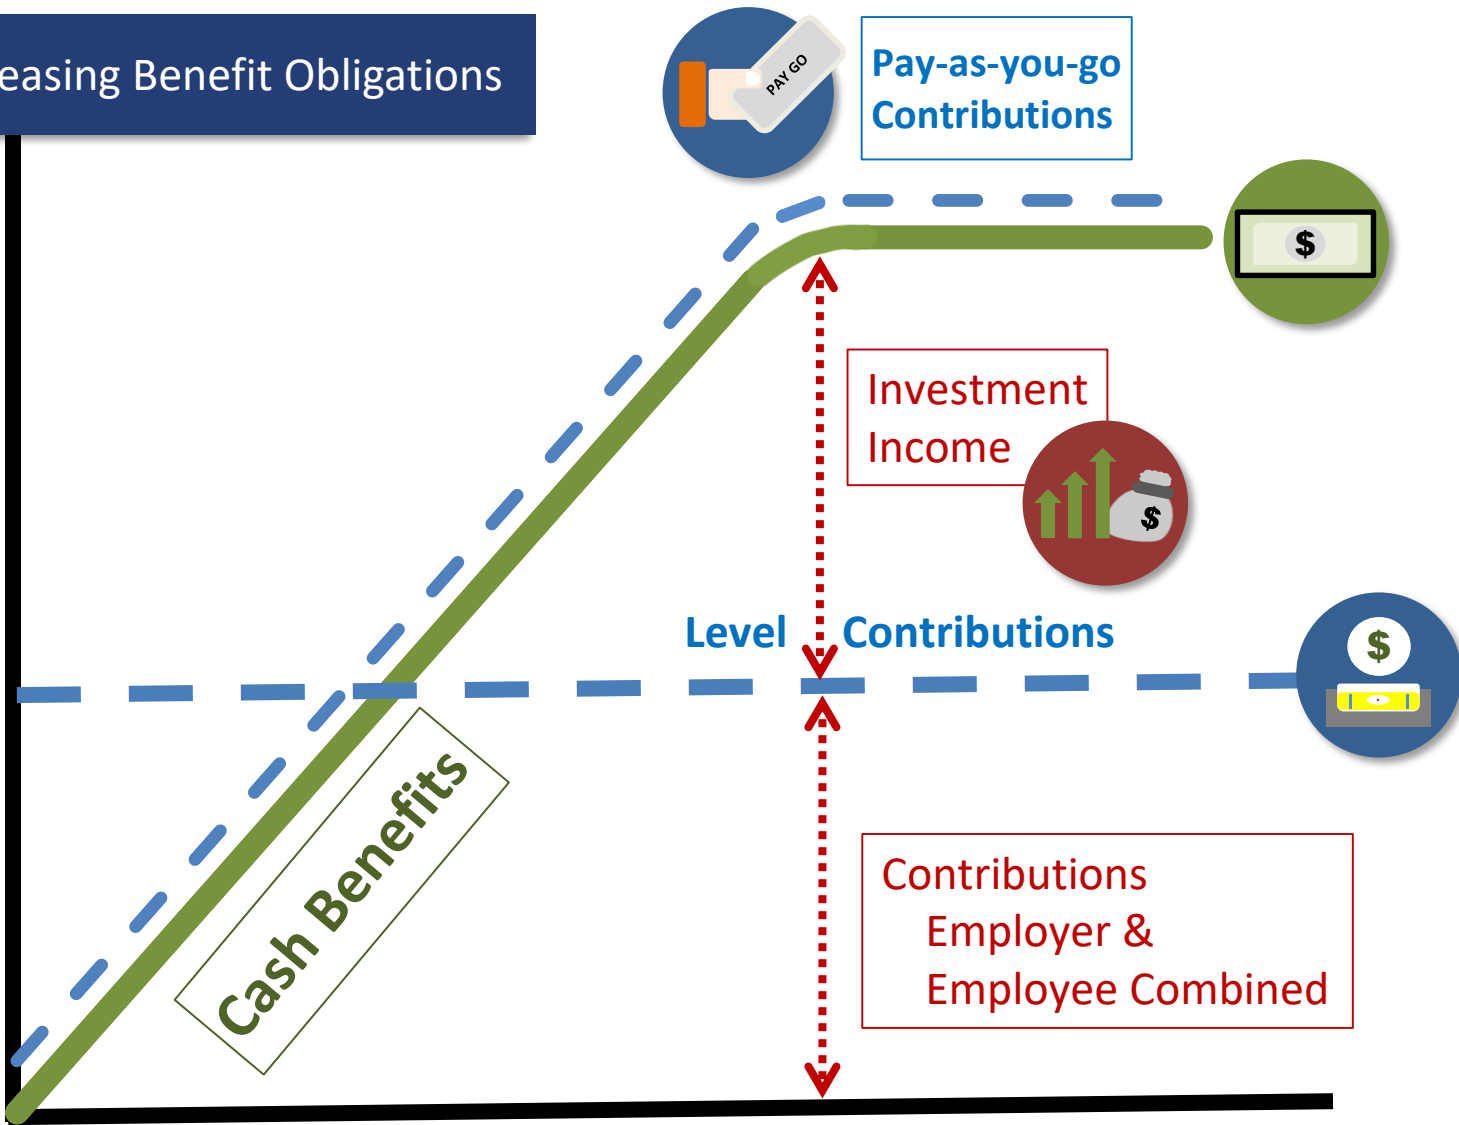 easing Benefit Obligations
PAY GO
Pay-as-you-go
Contributions
$
Investment
Income
$
Level Contributions
$
Cash Benefits
Contributions
Employer &
Employee Combined